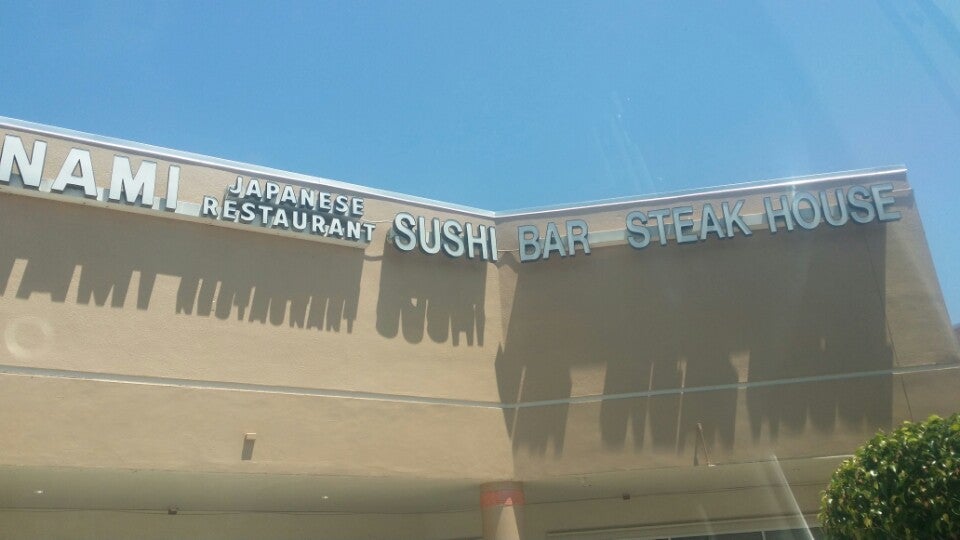 NAMI
JAPANESE
RESTAURANT
SUSHI BAR STEAK HOUSE